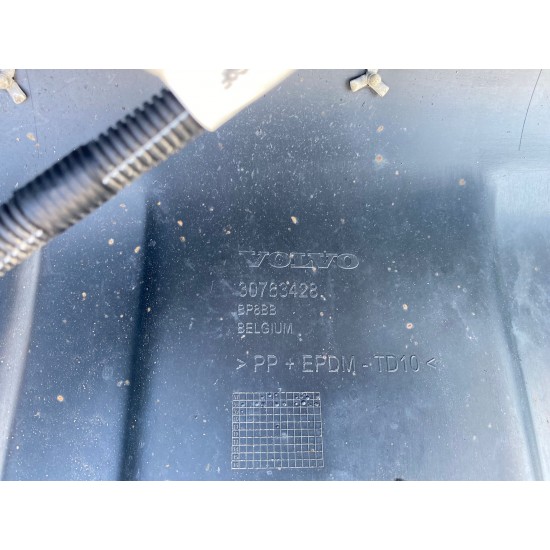 VOLVO
30763428
BP8BB
BELGIUM
> PP + EPDM - TD10 <